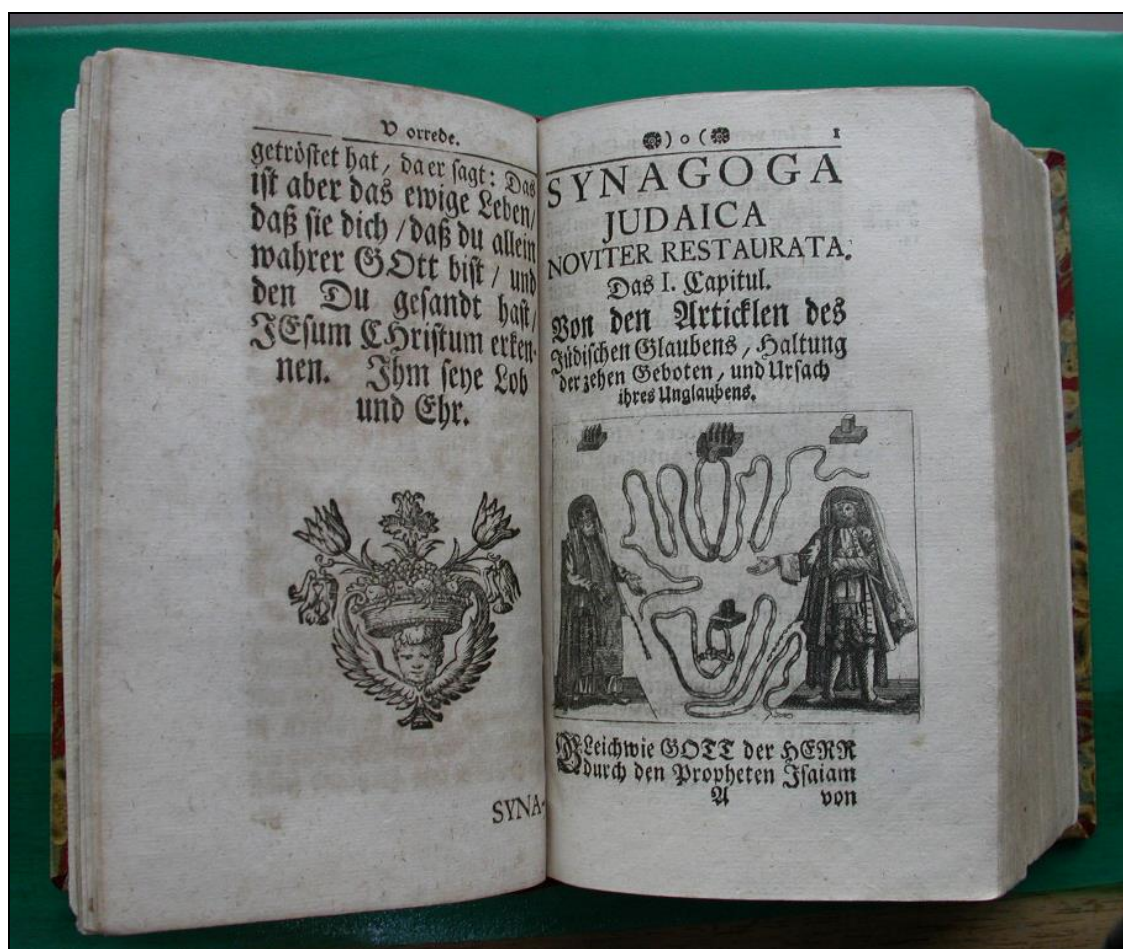 V orrede.
getröstet hat / da er sagt: Das
ist aber das ewige Leben /
daß sie dich / daß du allein
wahrer GOtt bist / und
den Du gesandt hast /
JEsum CHristum erken-
nen. Ihm seye Lob
und Ehr.
SYNA-
) o (
1
SYNAGOGA
JUDAICA
NOVITER RESTAURATA.
Das I. Capitul.
Von den Articklen des
Jüdischen Glaubens / Haltung
der zehen Geboten / und Ursach
ihres Unglaubens.
GLeichwie GOTT der HERR
durch den Propheten Isaiam
A von